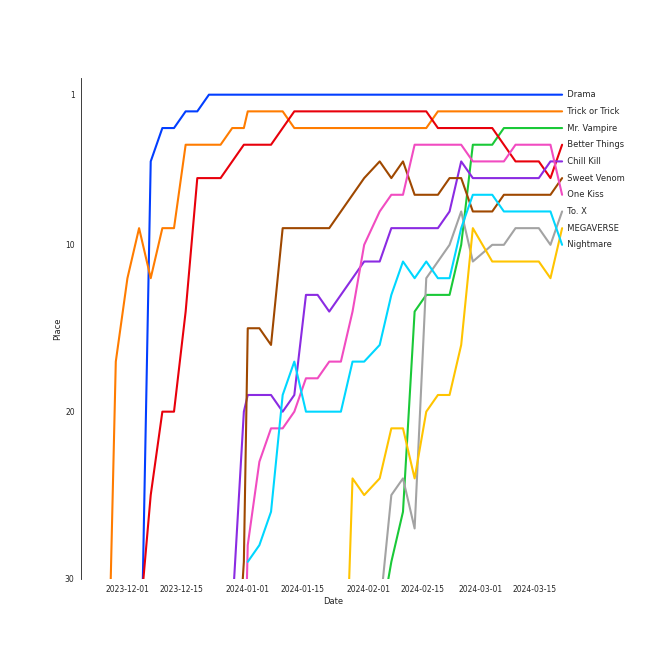 1
10
20
30
Place
2023-12-01
2023-12-15
2024-01-01
2024-01-15
2024-02-01
2024-02-15
2024-03-01
2024-03-15
Date
Drama
Trick or Trick
Mr. Vampire
Better Things
Chill Kill
Sweet Venom
One Kiss
To. X
MEGAVERSE
Nightmare